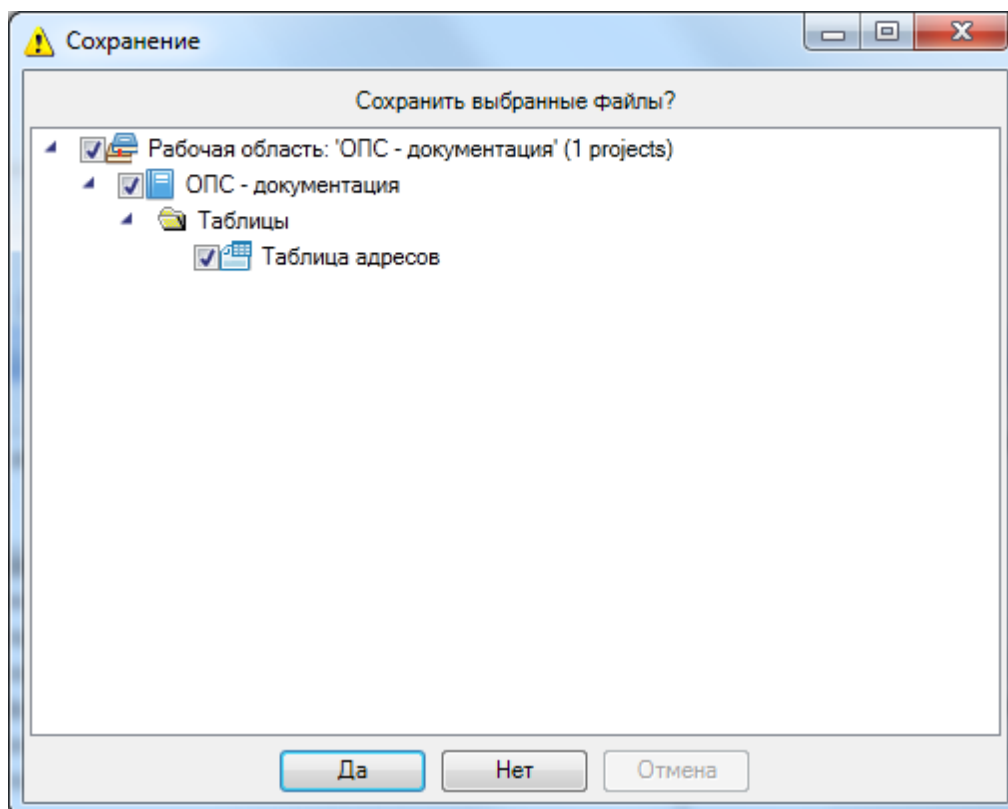 Сохранение
Сохранить выбранные файлы?
Рабочая область: 'ОПС - документация' (1 projects)
ОПС - документация
Таблицы
Таблица адресов
Да
Нет
Отмена